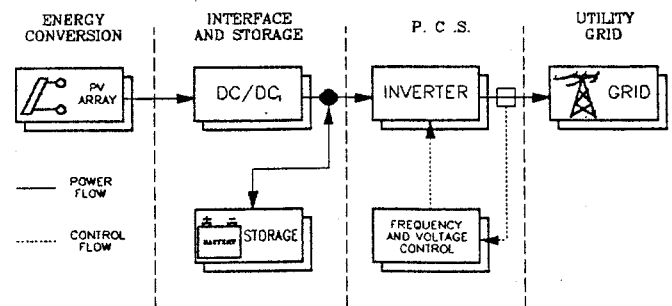 ENERGY
CONVERSION
INTERFACE
AND STORAGE
P. C .S.
UTILITY
GRID
PV
ARRAY
DC/DC
INVERTER
GRID
POWER
FLOW
CONTROL
FLOW
BATTERY
STORAGE
FREQUENCY
AND VOLTAGE
CONTROL